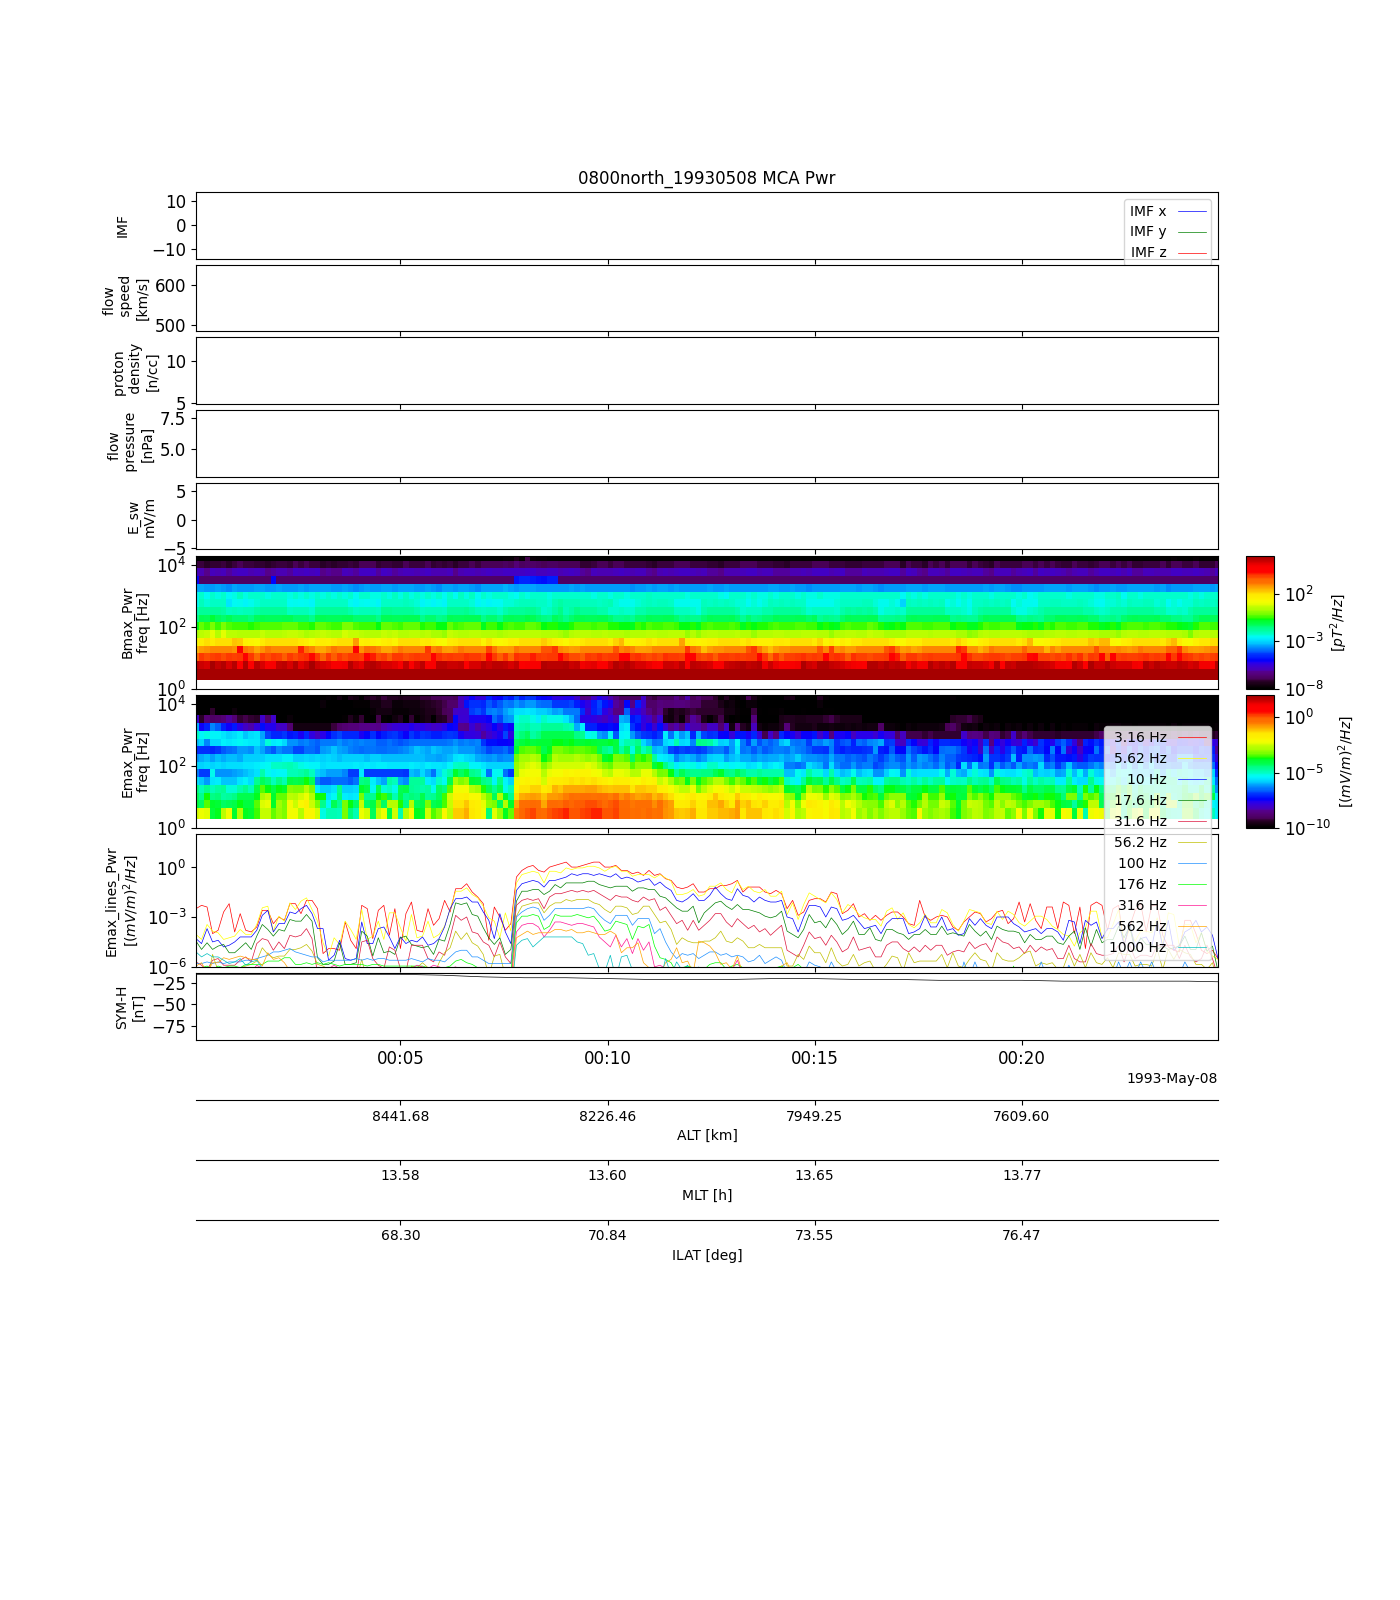 0800north_19930508 MCA Pwr
IMF
10
0
−10
IMF x
IMF y
IMF z
flow
speed
[km/s]
600
500
proton
density
[n/cc]
10
5
flow
pressure
[nPa]
7.5
5.0
E_sw
mV/m
5
0
−5
Bmax_Pwr
freq [Hz]
10^4
10^2
10^0
10^2
10^−3
10^−8
[pT^2/Hz]
Emax_Pwr
freq [Hz]
10^4
10^2
10^0
10^0
10^−5
10^−10
[(mV/m)^2/Hz]
3.16 Hz
5.62 Hz
10 Hz
17.6 Hz
31.6 Hz
56.2 Hz
100 Hz
176 Hz
316 Hz
562 Hz
1000 Hz
Emax_lines_Pwr
[(mV/m)^2/Hz]
10^0
10^−3
10^−6
SYM-H
[nT]
−25
−50
−75
00:05 00:10 00:15 00:20
1993-May-08
8441.68 8226.46 7949.25 7609.60
ALT [km]
13.58 13.60 13.65 13.77
MLT [h]
68.30 70.84 73.55 76.47
ILAT [deg]